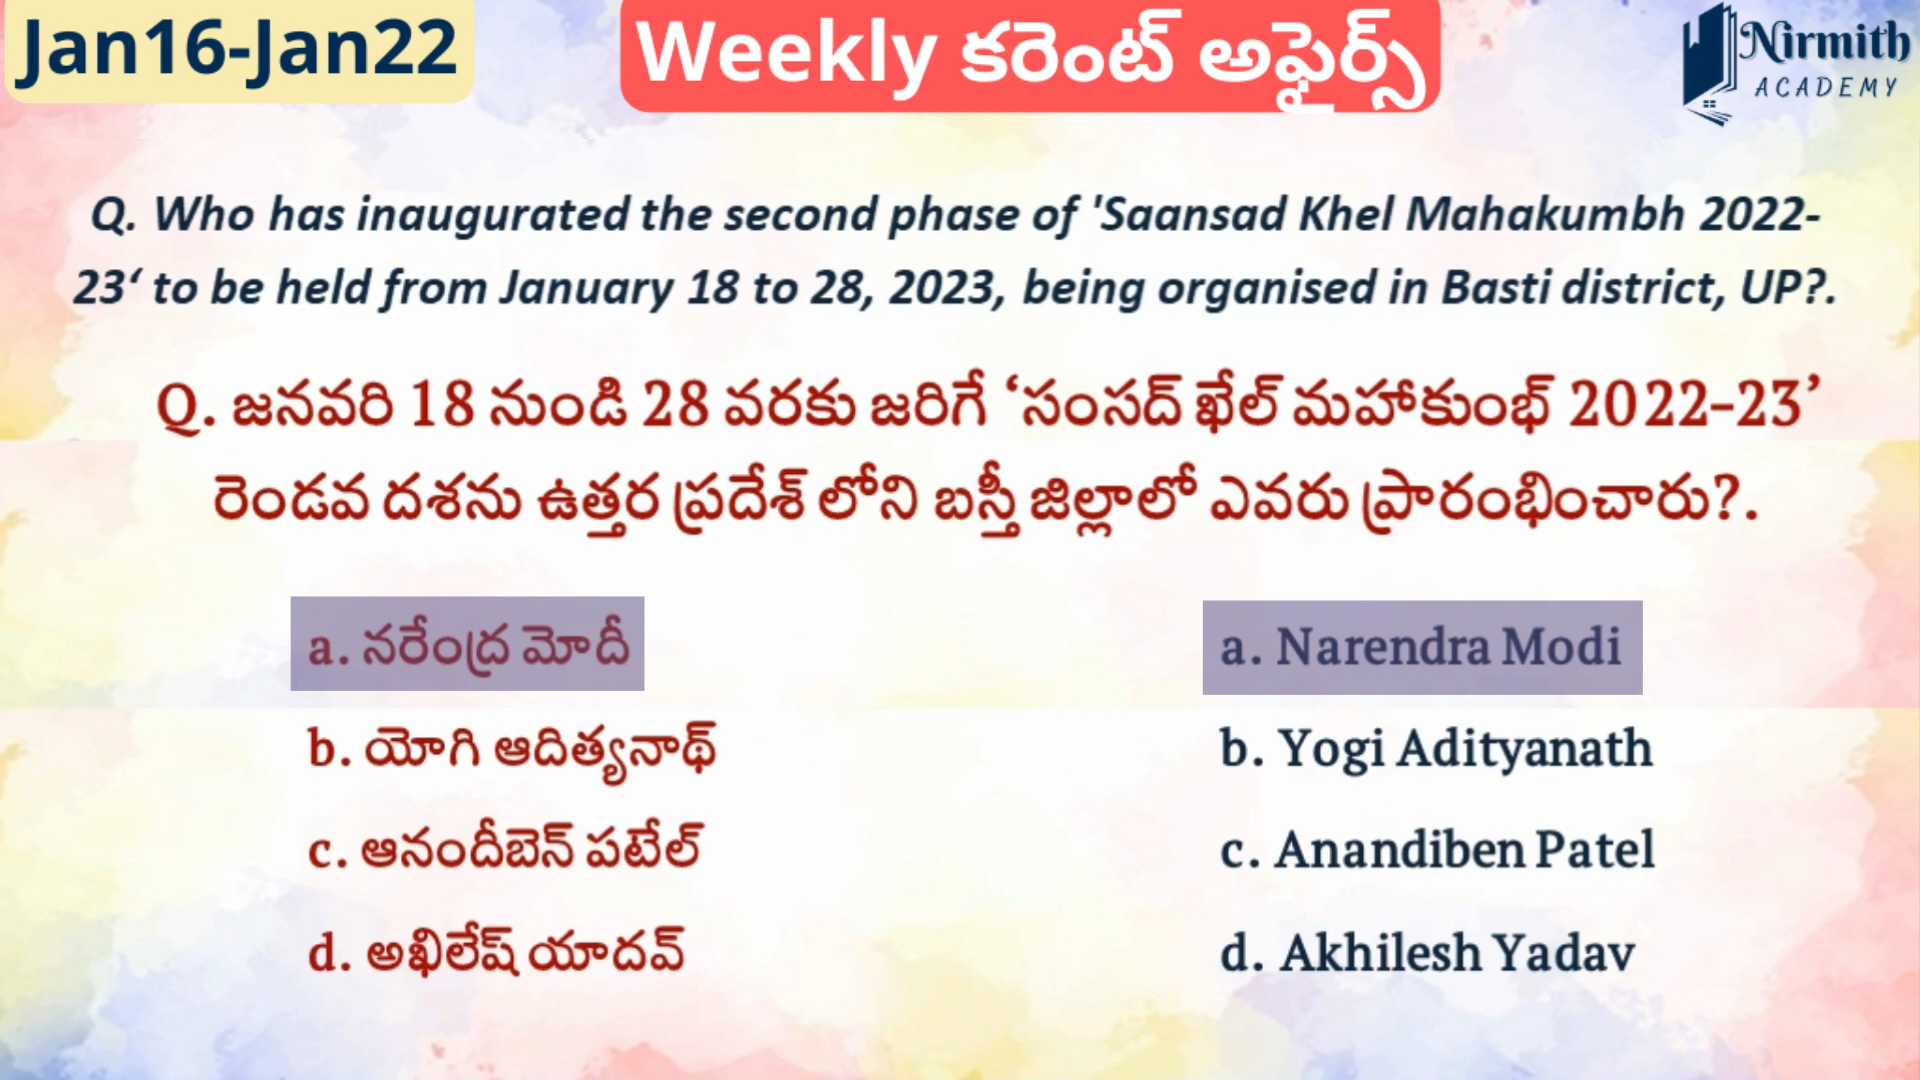 Jan16-Jan22
Weekly కరెంట్ అఫైర్స్
Nirmith
ACADEMY
Q. Who has inaugurated the second phase of 'Saansad Khel Mahakumbh 2022-
23‘ to be held from January 18 to 28, 2023, being organised in Basti district, UP?.
Q. జనవరి 18 నుండి 28 వరకు జరిగే ‘సంసద్ ఖేల్ మహాకుంభ్ 2022-23’
రెండవ దశను ఉత్తర ప్రదేశ్ లోని బస్తీ జిల్లాలో ఎవరు ప్రారంభించారు?.
a. నరేంద్ర మోదీ
b. యోగి ఆదిత్యనాథ్
c. ఆనందీబెన్ పటేల్
d. అఖిలేష్ యాదవ్
a. Narendra Modi
b. Yogi Adityanath
c. Anandiben Patel
d. Akhilesh Yadav